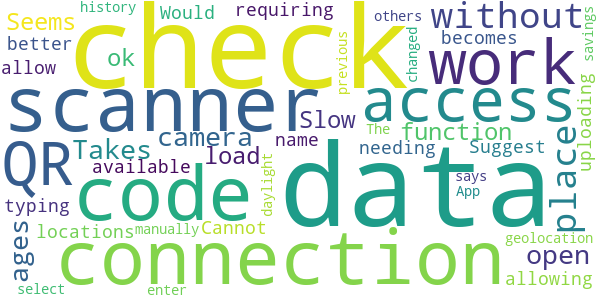 history
Would
requiring
others
without
savings
Seems
check
better
ok
previous
changed
becomes
allow
work
scanner
access
uploading
Slow
The
function
QR
Takes
camera
name
needing
Suggest
place
available
load
code
data
daylight
says
App
typing
ages
locations
manually
Cannot
connection
geolocation
open
allowing
select
enter